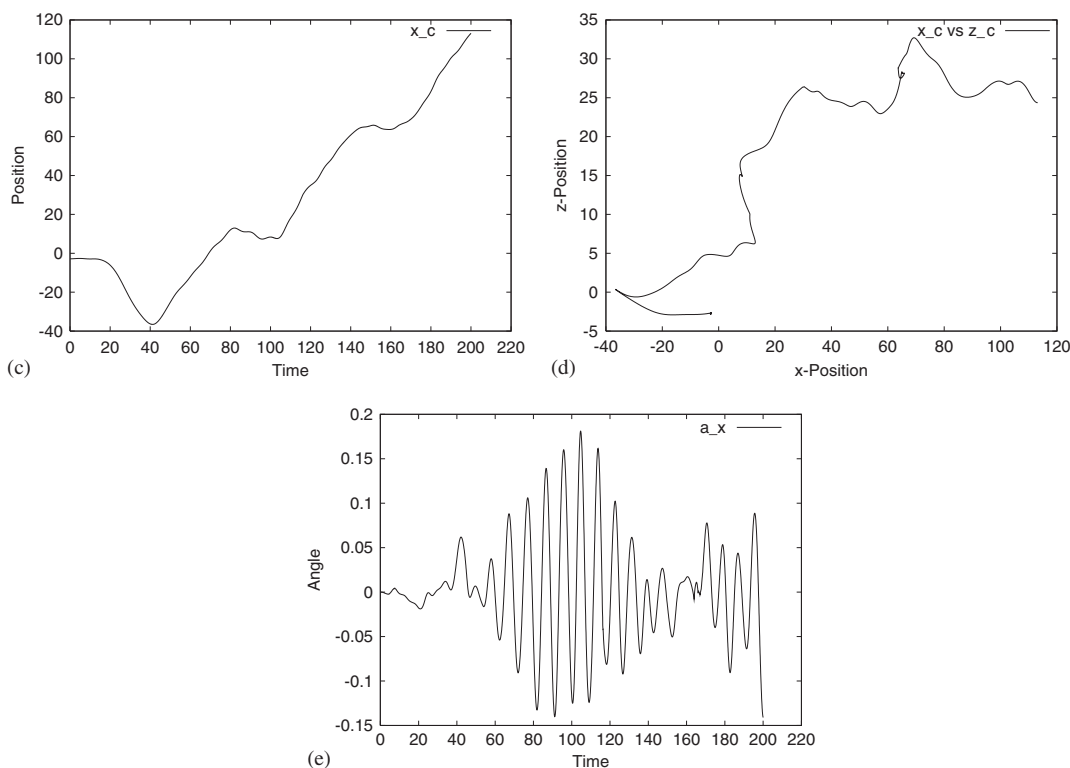 120
100
80
60
40
20
0
-20
-40
Position
x_c
0 20 40 60 80 100 120 140 160 180 200 220
Time
(c)
35
30
25
20
15
10
5
0
-5
z-Position
x_c vs z_c
-40 -20 0 20 40 60 80 100 120
x-Position
(d)
0.2
0.15
0.1
0.05
0
-0.05
-0.1
-0.15
Angle
a_x
0 20 40 60 80 100 120 140 160 180 200 220
Time
(e)